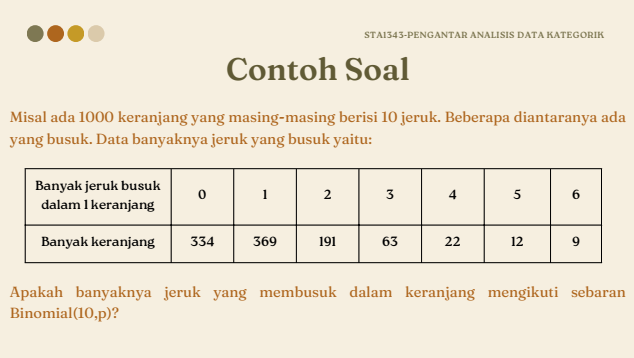 STA1343-PENGANTAR ANALISIS DATA KATEGORIK
Contoh Soal
Misal ada 1000 keranjang yang masing-masing berisi 10 jeruk. Beberapa diantaranya ada
yang busuk. Data banyaknya jeruk yang busuk yaitu:
Banyak jeruk busuk
dalam 1 keranjang
0 1 2 3 4 5 6
Banyak keranjang 334 369 191 63 22 12 9
Apakah banyaknya jeruk yang membusuk dalam keranjang mengikuti sebaran
Binomial(10,p)?